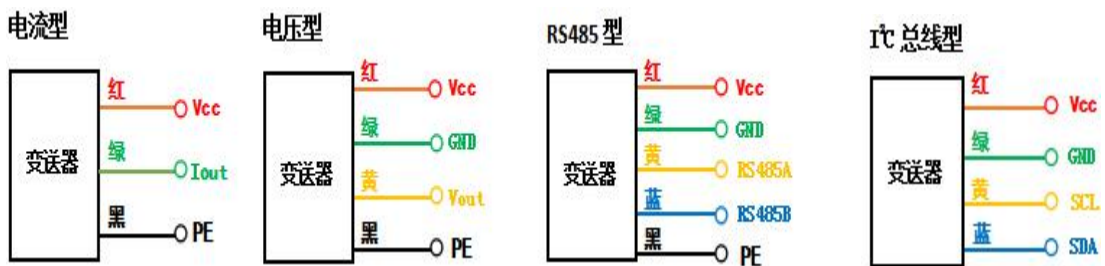 电流型
变送器
红
Vcc
绿
Iout
黑
PE
电压型
变送器
红
Vcc
绿
GND
黄
Vout
黑
PE
RS485型
变送器
红
Vcc
绿
GND
黄
RS485A
蓝
RS485B
黑
PE
I²C 总线型
变送器
红
Vcc
绿
GND
黄
SCL
蓝
SDA